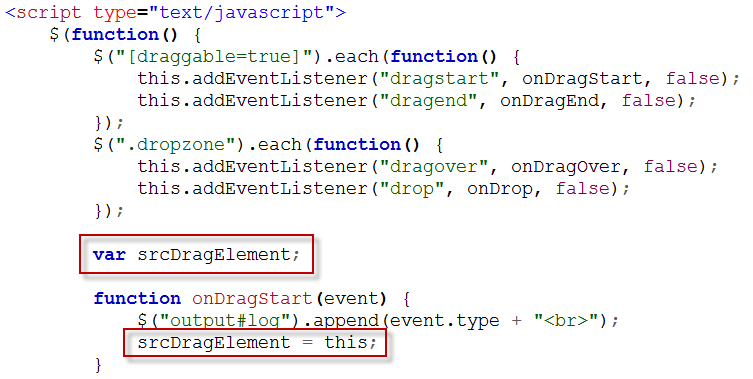 <script type="text/javascript">
    $(function() {
        $("[draggable=true]").each(function() {
            this.addEventListener("dragstart", onDragStart, false);
            this.addEventListener("dragend", onDragEnd, false);
        });
        $(".dropzone").each(function() {
            this.addEventListener("dragover", onDragOver, false);
            this.addEventListener("drop", onDrop, false);
        });

        var srcDragElement;

        function onDragStart(event) {
            $("output#log").append(event.type + "<br>");
            srcDragElement = this;
        }